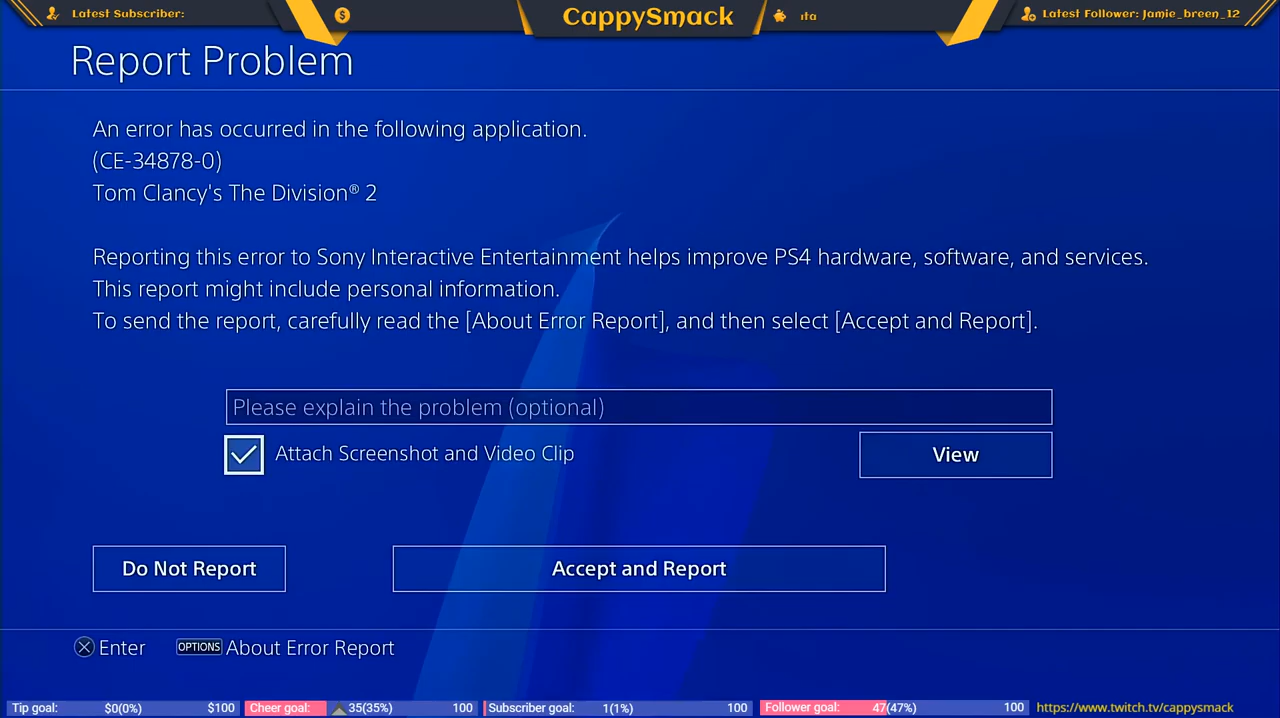 Latest Subscriber:
CappySmack
Latest Follower: Jamie_breen_12
Report Problem
An error has occurred in the following application.
(CE-34878-0)
Tom Clancy's The Division® 2
Reporting this error to Sony Interactive Entertainment helps improve PS4 hardware, software, and services.
This report might include personal information.
To send the report, carefully read the [About Error Report], and then select [Accept and Report].
Please explain the problem (optional)
Attach Screenshot and Video Clip
View
Do Not Report
Accept and Report
Enter
OPTIONS About Error Report
Tip goal: $0(0%) $100
Cheer goal: 35(35%) 100
Subscriber goal: 1(1%) 100
Follower goal: 47(47%) 100
https://www.twitch.tv/cappysmack